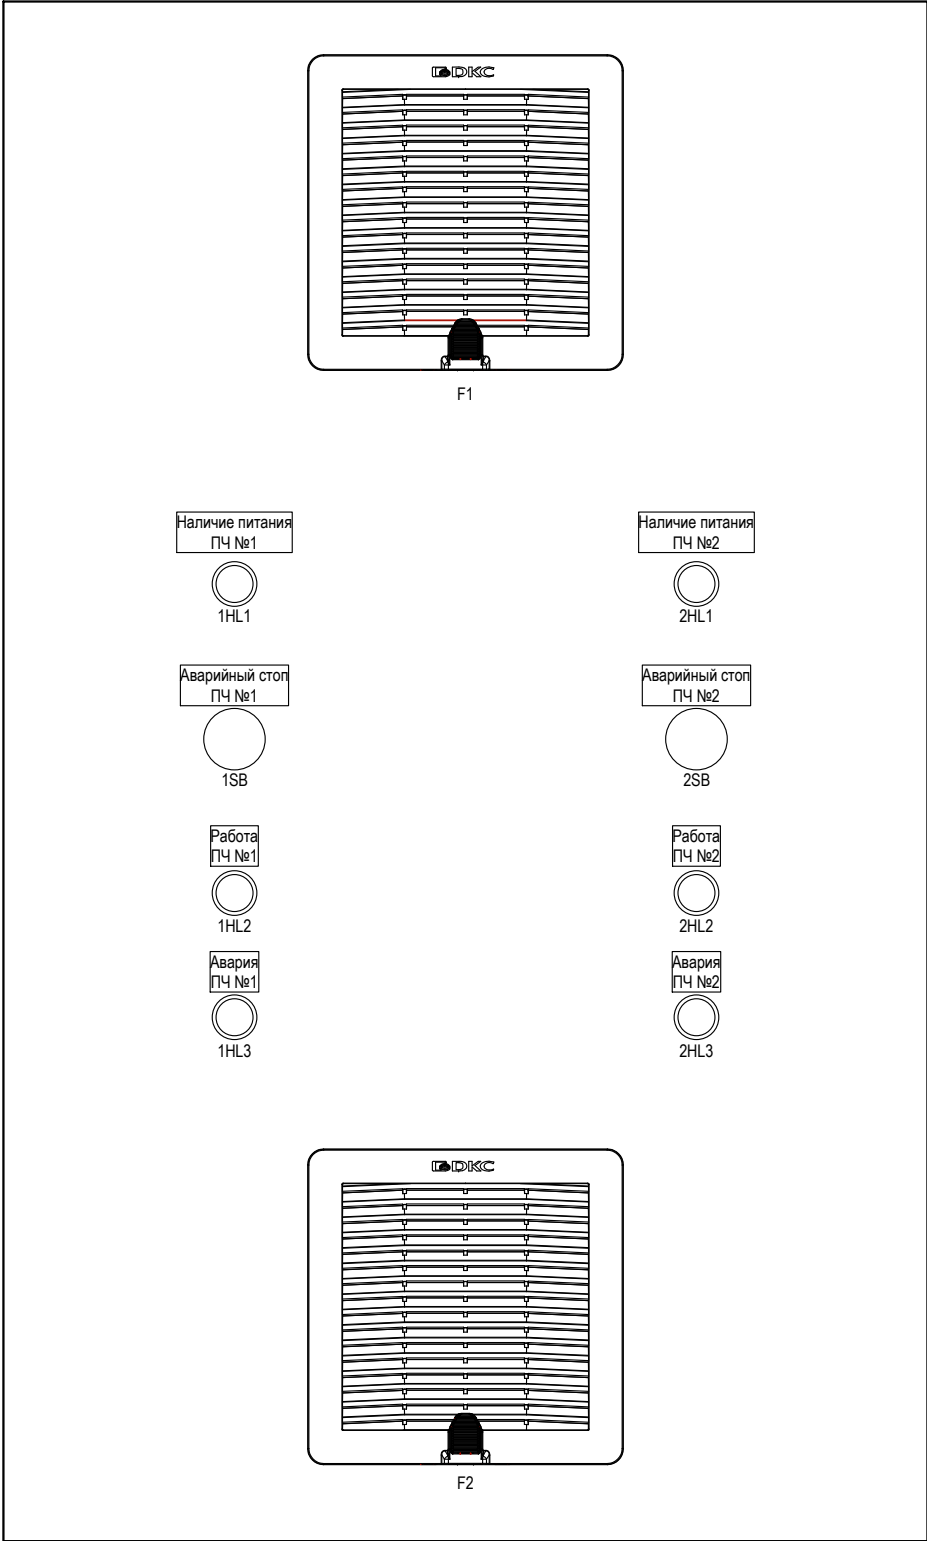 DKC
F1
Наличие питания
ПЧ №1
1HL1
Наличие питания
ПЧ №2
2HL1
Аварийный стоп
ПЧ №1
1SB
Аварийный стоп
ПЧ №2
2SB
Работа
ПЧ №1
1HL2
Работа
ПЧ №2
2HL2
Авария
ПЧ №1
1HL3
Авария
ПЧ №2
2HL3
DKC
F2